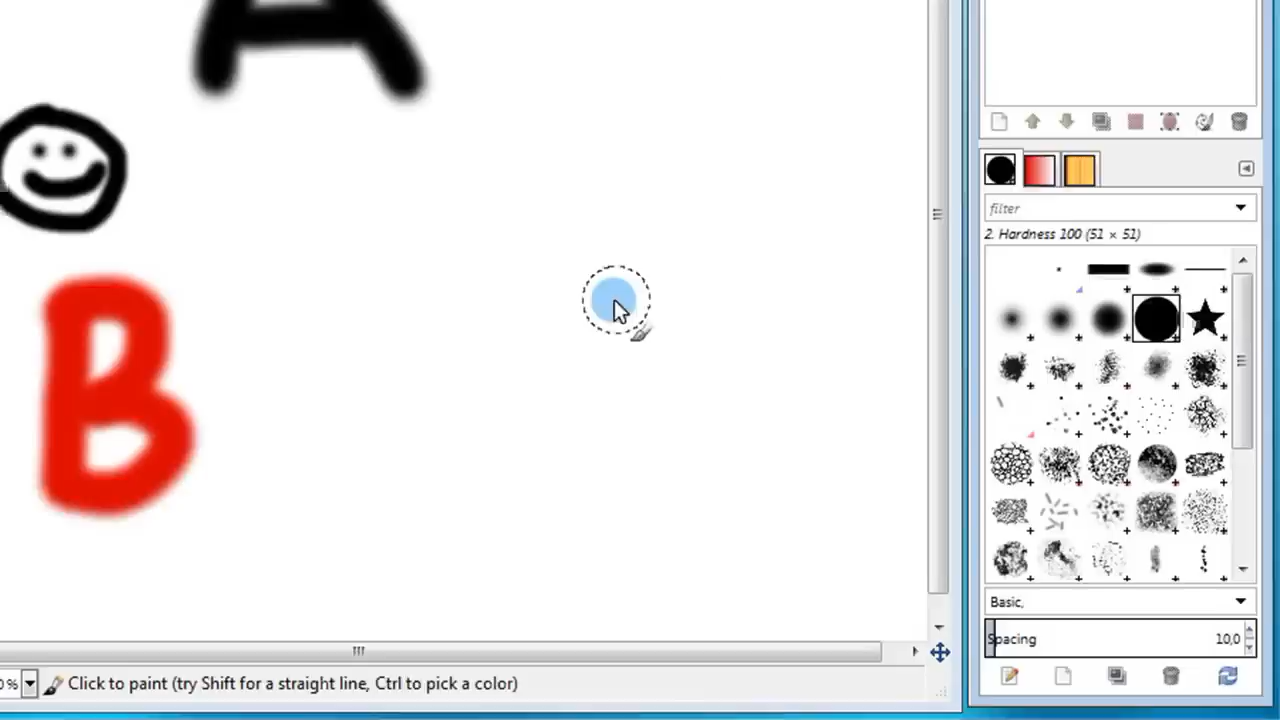 A
filter
2. Hardness 100 (51 × 51)
B
Basic,
Spacing 10,0
0% Click to paint (try Shift for a straight line, Ctrl to pick a color)